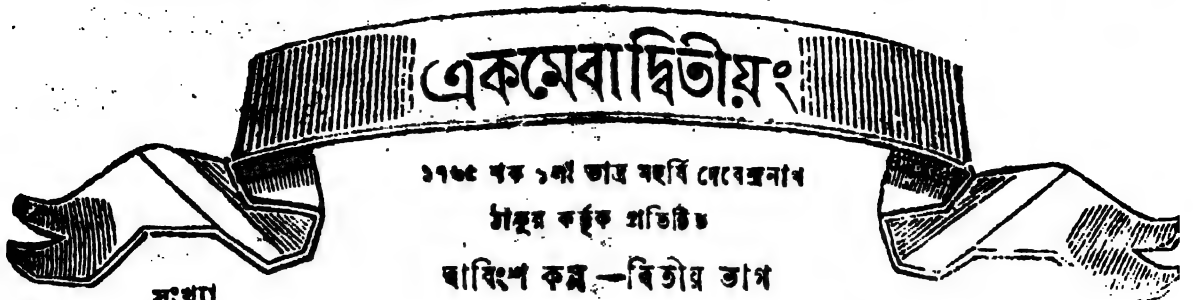 একমেবাদ্বিতীয়ং
১৭৬৫ শক ১লা ভাদ্র মহর্ষি দেবেন্দ্রনাথ
ঠাকুর কর্ত্তৃক প্রতিষ্ঠিত
দ্বাবিংশ কল্প —দ্বিতীয় ভাগ
সংখ্যা